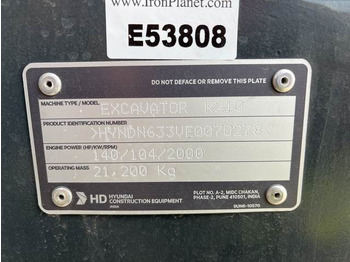 www.IronPlanet.com
E53808
DO NOT DEFACE OR REMOVE THIS PLATE
MACHINE TYPE / MODEL
EXCAVATOR
PRODUCT IDENTIFICATION NUMBER
ENGINE POWER (HP/KW/RPM)
140/104/2000
OPERATING MASS
21,200 Kg
HD HYUNDAI
CONSTRUCTION EQUIPMENT
INDIA
PLOT NO. A-2, MIDC CHAKAN,
PHASE-2, PUNE 410501, INDIA